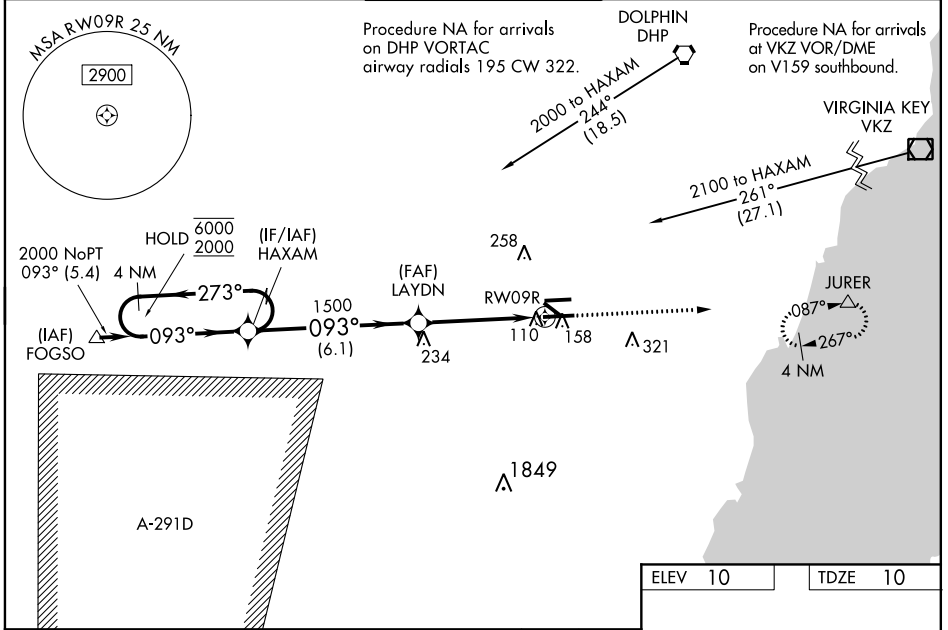 MSA RW09R 25 NM
2900
Procedure NA for arrivals
on DHP VORTAC
airway radials 195 CW 322.
DOLPHIN
DHP
2000 to HAXAM
244°
(18.5)
Procedure NA for arrivals
at VKZ VOR/DME
on V159 southbound.
VIRGINIA KEY
VKZ
2100 to HAXAM
261°
(27.1)
2000 NoPT
093° (5.4)
4 NM
HOLD
6000
2000
(IF/IAF)
HAXAM
273°
093°
(IAF)
FOGSO
1500
093°
(6.1)
(FAF)
LAYDN
234
258
RW09R
110
158
321
JURER
087°
267°
4 NM
1849
A-291D
ELEV 10
TDZE 10